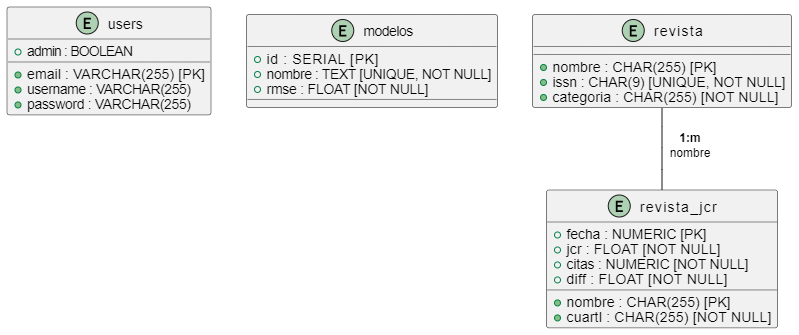 E users
admin : BOOLEAN
email : VARCHAR(255) [PK]
username : VARCHAR(255)
password : VARCHAR(255)
E modelos
id : SERIAL [PK]
nombre : TEXT [UNIQUE, NOT NULL]
rmse : FLOAT [NOT NULL]
E revista
nombre : CHAR(255) [PK]
issn : CHAR(9) [UNIQUE, NOT NULL]
categoria : CHAR(255) [NOT NULL]
1:m
nombre
E revista_jcr
fecha : NUMERIC [PK]
jcr : FLOAT [NOT NULL]
citas : NUMERIC [NOT NULL]
diff : FLOAT [NOT NULL]
nombre : CHAR(255) [PK]
cuartl : CHAR(255) [NOT NULL]